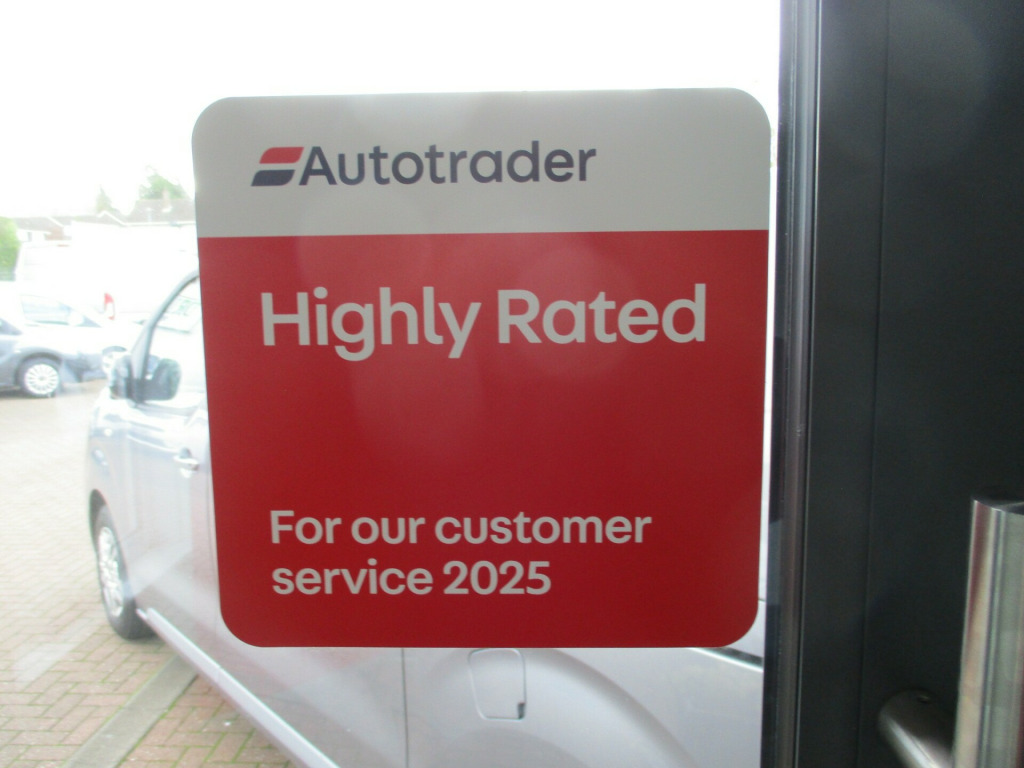 Autotrader
Highly Rated
For our customer
service 2025